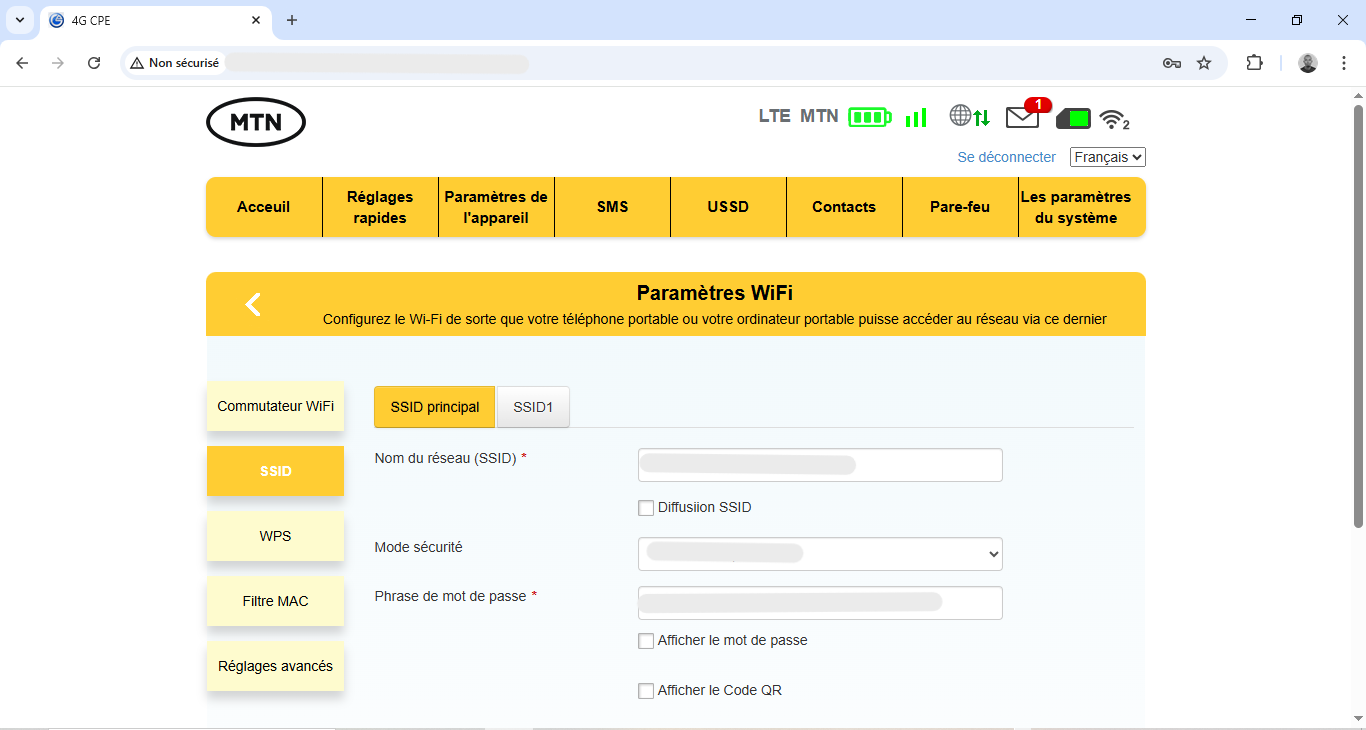 4G CPE
Non sécurisé
MTN
LTE MTN
1
2
Se déconnecter Français
Acceuil
Réglages rapides
Paramètres de l'appareil
SMS
USSD
Contacts
Pare-feu
Les paramètres du système
Paramètres WiFi
Configurez le Wi-Fi de sorte que votre téléphone portable ou votre ordinateur portable puisse accéder au réseau via ce dernier
Commutateur WiFi
SSID
WPS
Filtre MAC
Réglages avancés
SSID principal SSID1
Nom du réseau (SSID) *
Diffusiion SSID
Mode sécurité
Phrase de mot de passe *
Afficher le mot de passe
Afficher le Code QR